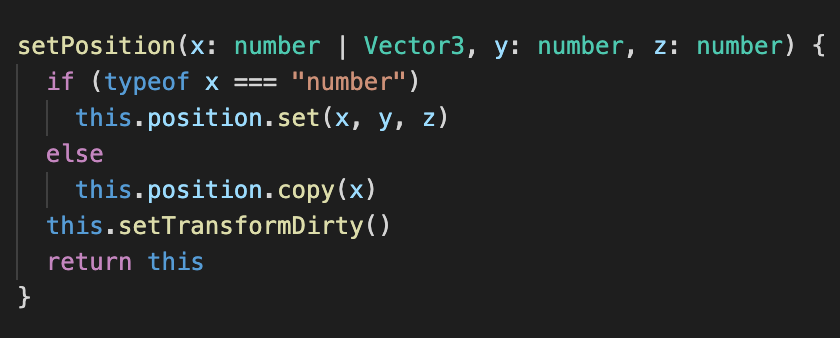 setPosition(x: number | Vector3, y: number, z: number) {
if (typeof x === "number")
this.position.set(x, y, z)
else
this.position.copy(x)
this.setTransformDirty()
return this
}